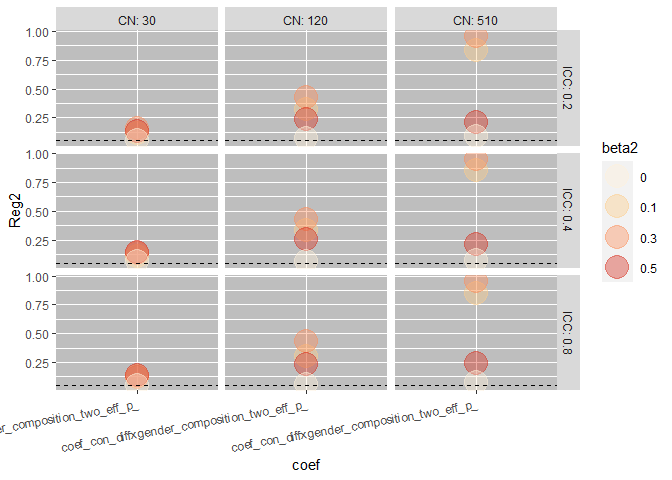 CN: 30
CN: 120
CN: 510
1.00
0.75
0.50
0.25
ICC: 0.2
1.00
0.75
0.50
0.25
ICC: 0.4
1.00
0.75
0.50
0.25
ICC: 0.8
Reg2
er_composition_two_eff_p_
coef_con_diffxgender_composition_two_eff_p_
coef_con_diffxgender_composition_two_eff_p_
coef
beta2
0
0.1
0.3
0.5